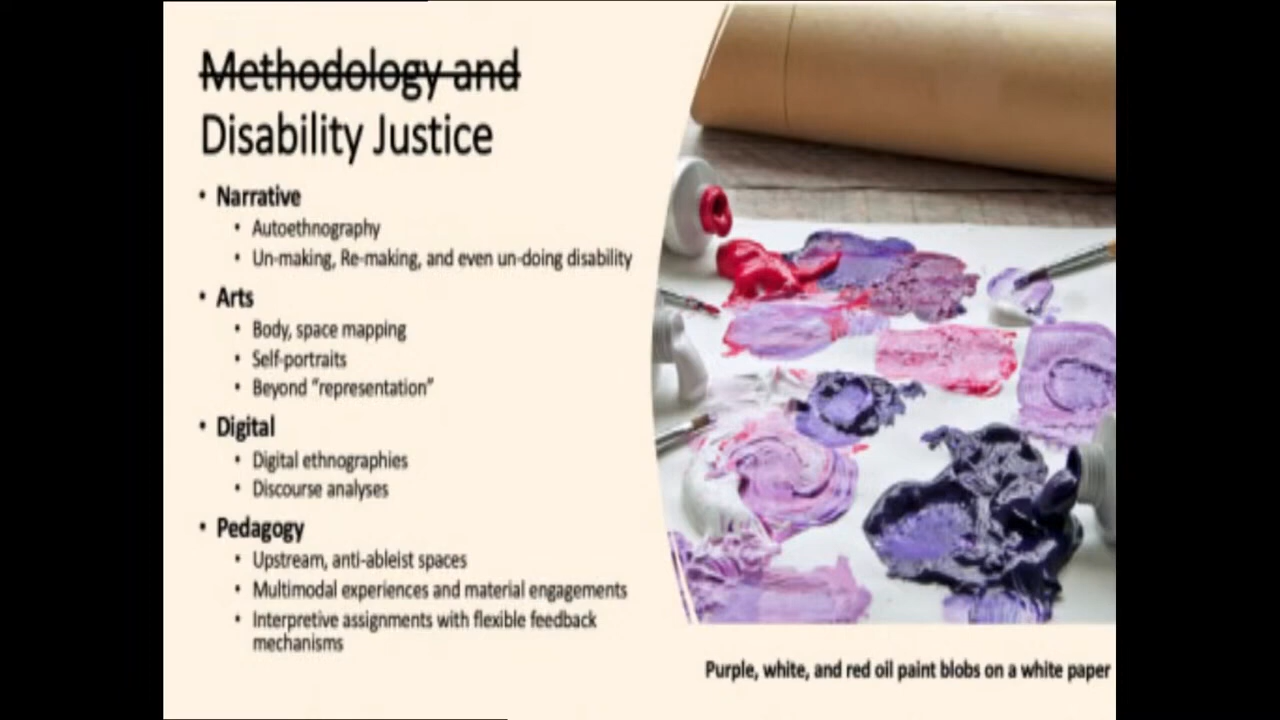 Methodology and
Disability Justice
• Narrative
• Autoethnography
• Un-making, Re-making, and even un-doing disability
• Arts
• Body, space mapping
• Self-portraits
• Beyond “representation”
• Digital
• Digital ethnographies
• Discourse analyses
• Pedagogy
• Upstream, anti-ableist spaces
• Multimodal experiences and material engagements
• Interpretive assignments with flexible feedback
mechanisms
Purple, white, and red oil paint blobs on a white paper